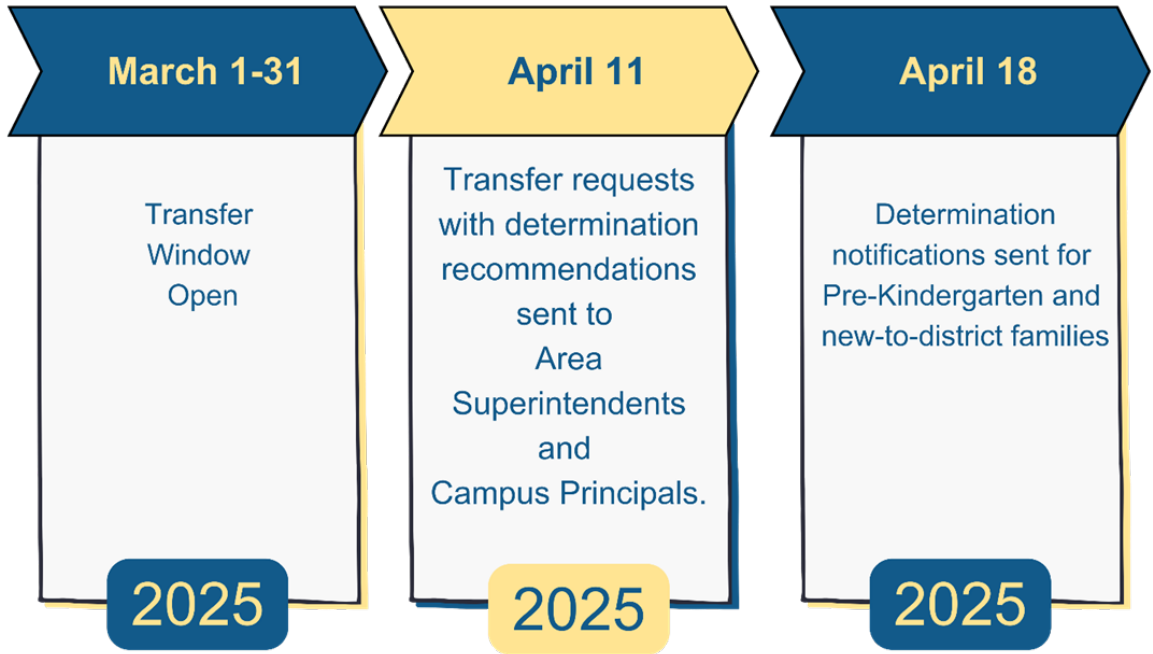 March 1-31
Transfer
Window
Open
2025
April 11
Transfer requests
with determination
recommendations
sent to
Area
Superintendents
and
Campus Principals.
2025
April 18
Determination
notifications sent for
Pre-Kindergarten and
new-to-district families
2025